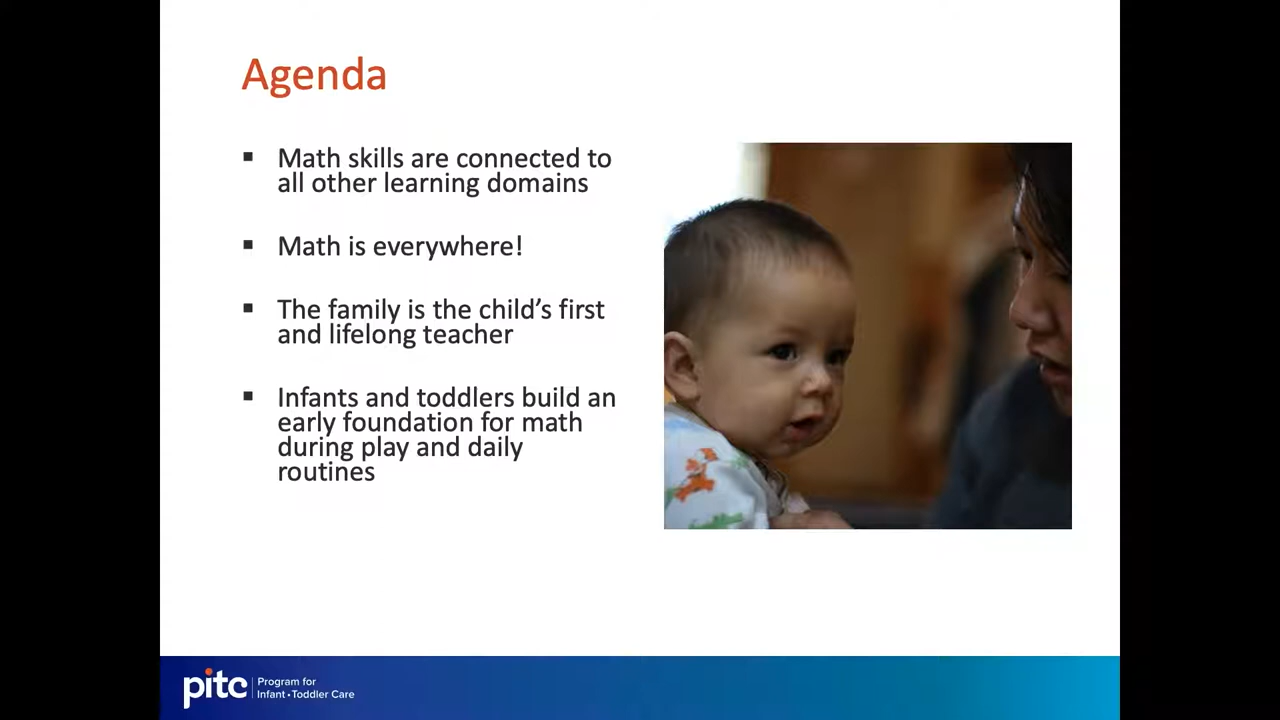 Agenda
▪ Math skills are connected to
all other learning domains
▪ Math is everywhere!
▪ The family is the child’s first
and lifelong teacher
▪ Infants and toddlers build an
early foundation for math
during play and daily
routines
pitc
Program for
Infant • Toddler Care